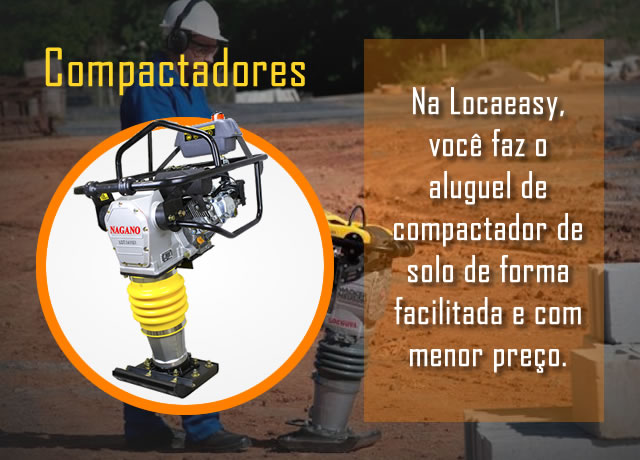 Compactadores
Na Locaeasy,
você faz o
aluguel de
compactador de
solo de forma
facilitada e com
menor preço.
NAGANO